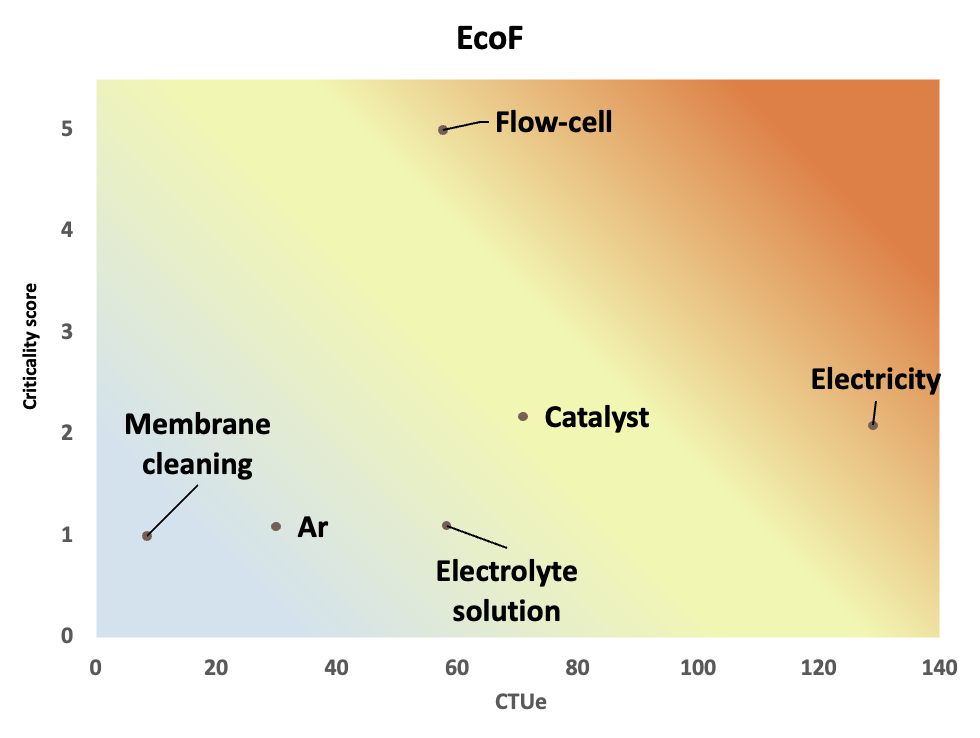 EcoF
Flow-cell
Electricity
Catalyst
Membrane
cleaning
Ar
Electrolyte
solution
Criticality score
5
4
3
2
1
0
0 20 40 60 80 100 120 140
CTUe